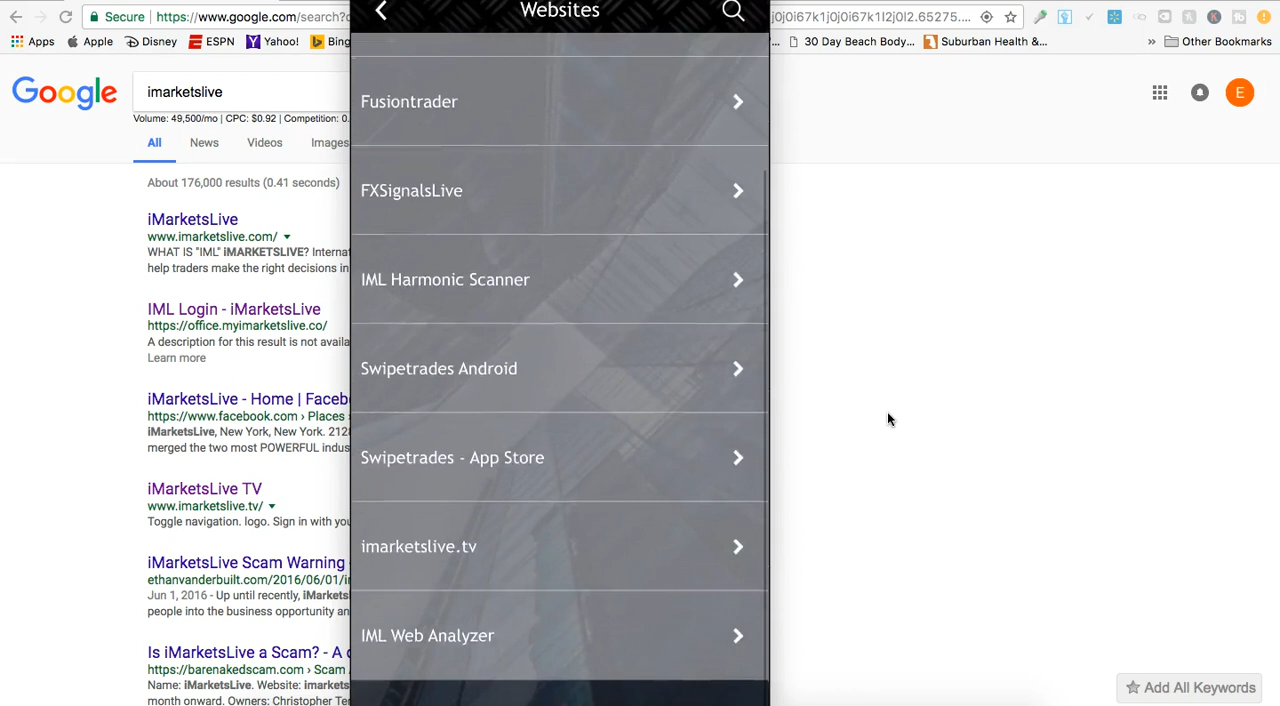 Secure https://www.google.com/search?
j0j0i67k1j0j0i67k1l2j0l2.65275....
Apps Apple Disney ESPN Yahoo! Bing
... 30 Day Beach Body... Suburban Health &... » Other Bookmarks
Websites
Google
imarketslive
E
Volume: 49,500/mo | CPC: $0.92 | Competition: 0.
All News Videos Images
About 176,000 results (0.41 seconds)
iMarketsLive
www.imarketslive.com/
WHAT IS "IML" iMARKETSLIVE? Interna
help traders make the right decisions in
IML Login - iMarketsLive
https://office.myimarketslive.co/
A description for this result is not availa
Learn more
iMarketsLive - Home | Faceb
https://www.facebook.com › Places ›
iMarketsLive, New York, New York. 2128
merged the two most POWERFUL indus
iMarketsLive TV
www.imarketslive.tv/
Toggle navigation. logo. Sign in with you
iMarketsLive Scam Warning
ethanvanderbuilt.com/2016/06/01/i
Jun 1, 2016 - Up until recently, iMarkets
people into the business opportunity an
Is iMarketsLive a Scam? - A c
https://barenakedscam.com › Scam
Name: iMarketsLive. Website: imarkets
month onward. Owners: Christopher Ter
Fusiontrader
FXSignalsLive
IML Harmonic Scanner
Swipetrades Android
Swipetrades - App Store
imarketslive.tv
IML Web Analyzer
Add All Keywords